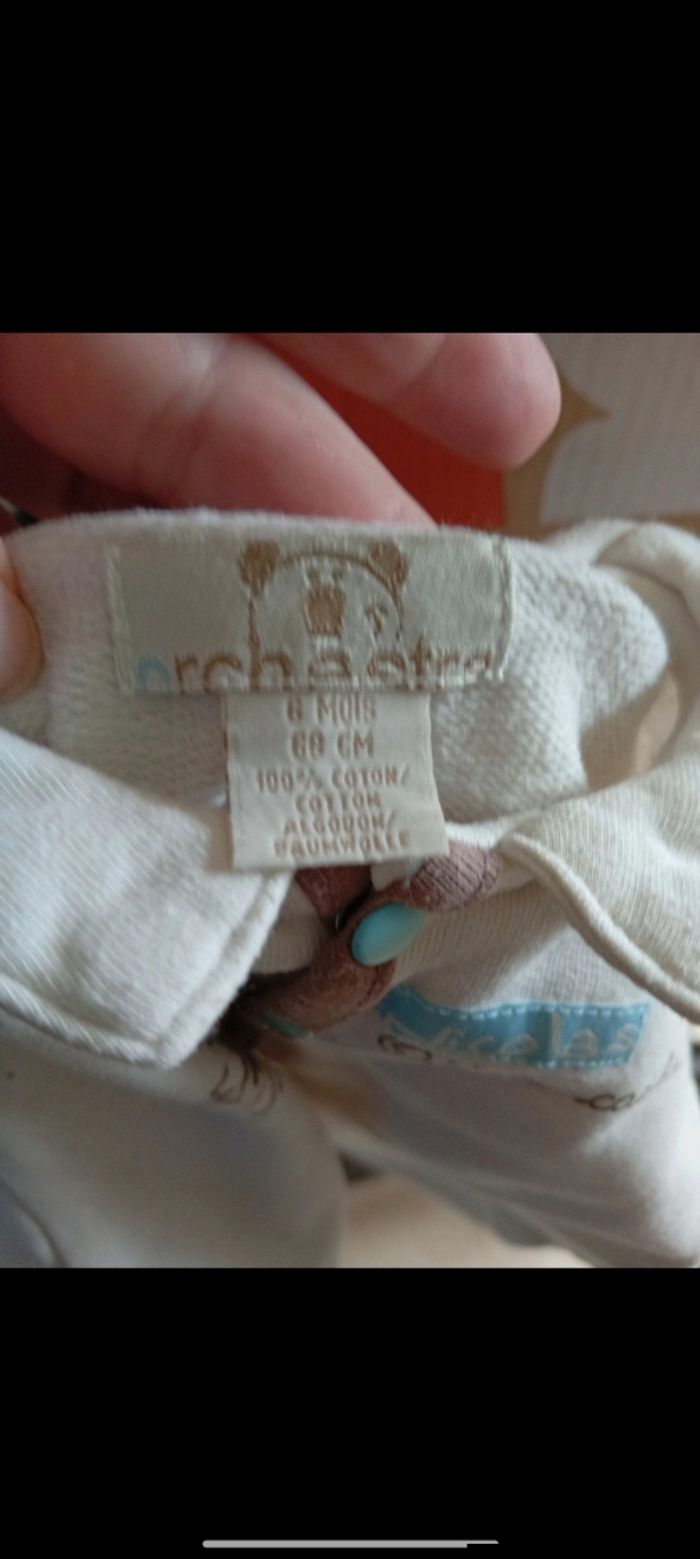 orchestra
6 MOIS
68 CM
100% COTON/
COTTON
ALGODON/
BAUMWOLLE